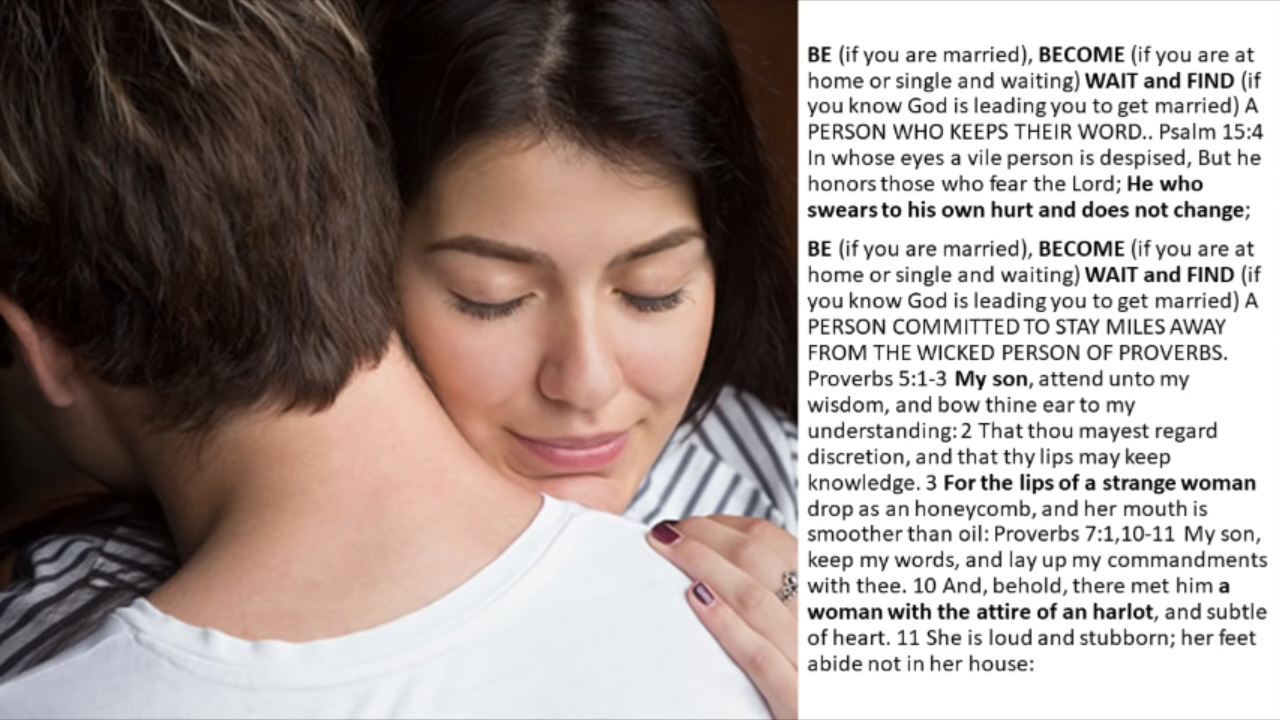 BE (if you are married), BECOME (if you are at
home or single and waiting) WAIT and FIND (if
you know God is leading you to get married) A
PERSON WHO KEEPS THEIR WORD.. Psalm 15:4
In whose eyes a vile person is despised, But he
honors those who fear the Lord; He who
swears to his own hurt and does not change;
BE (if you are married), BECOME (if you are at
home or single and waiting) WAIT and FIND (if
you know God is leading you to get married) A
PERSON COMMITTED TO STAY MILES AWAY
FROM THE WICKED PERSON OF PROVERBS.
Proverbs 5:1-3 My son, attend unto my
wisdom, and bow thine ear to my
understanding: 2 That thou mayest regard
discretion, and that thy lips may keep
knowledge. 3 For the lips of a strange woman
drop as an honeycomb, and her mouth is
smoother than oil: Proverbs 7:1,10-11 My son,
keep my words, and lay up my commandments
with thee. 10 And, behold, there met him a
woman with the attire of an harlot, and subtle
of heart. 11 She is loud and stubborn; her feet
abide not in her house: